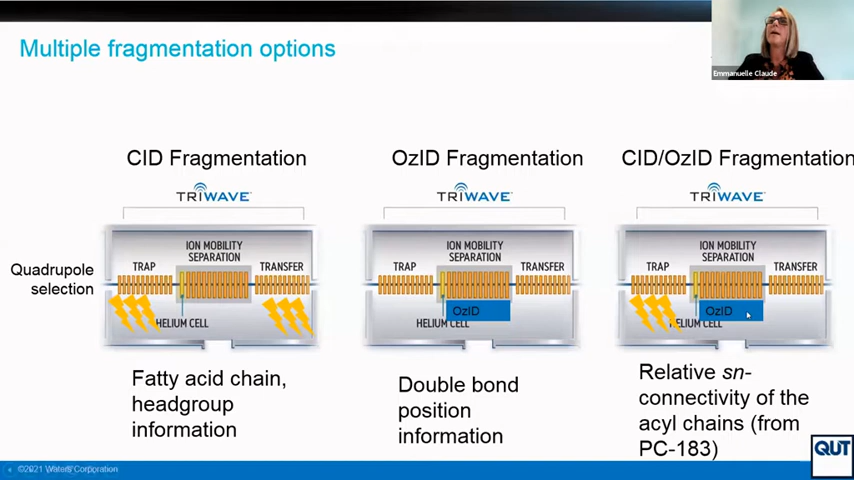 Multiple fragmentation options
Emmanuelle Claude
CID Fragmentation
TRIWAVE
ION MOBILITY
SEPARATION
TRAP
TRANSFER
HELIUM CELL
Quadrupole
selection
Fatty acid chain,
headgroup
information
OzID Fragmentation
TRIWAVE
ION MOBILITY
SEPARATION
TRAP
TRANSFER
OzID
HELIUM CELL
Double bond
position
information
CID/OzID Fragmentation
TRIWAVE
ION MOBILITY
SEPARATION
TRAP
TRANSFER
OzID
HELIUM CELL
Relative sn-
connectivity of the
acyl chains (from
PC-183)
©2021 Waters Corporation
QUT